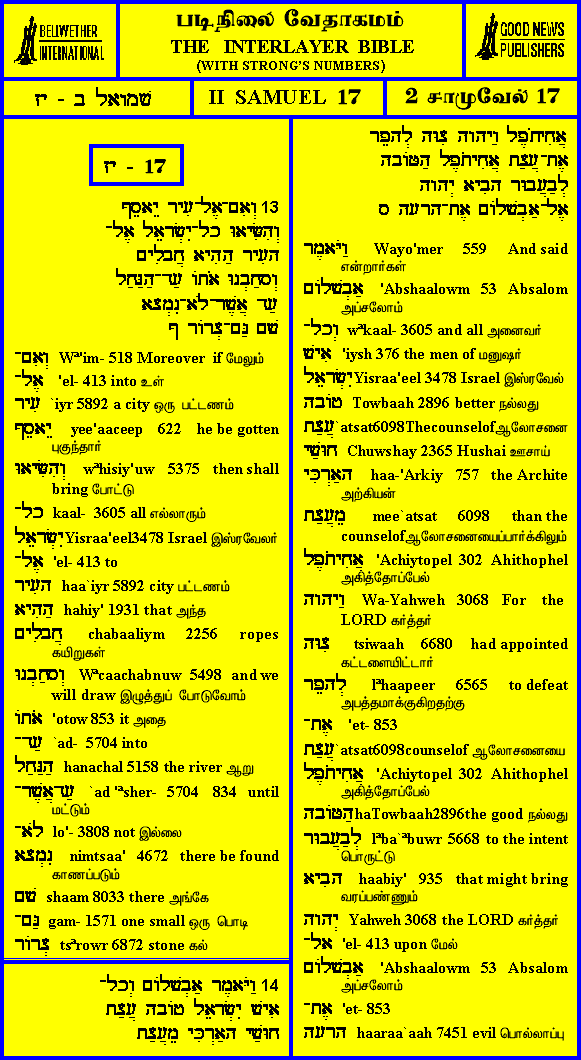 BELLWETHER
INTERNATIONAL
படிநிலை வேதாகமம்
THE INTERLAYER BIBLE
(WITH STRONG'S NUMBERS)
GOOD NEWS
PUBLISHERS
שמואל ב - יז
II SAMUEL 17
2 சாமுவேல் 17
17 - יז
13 וְאִם־אֶל־עִיר יֵאָסֵף
וְהִשִּׂיאוּ כָל־יִשְׂרָאֵל אֶל־
הָעִיר הַהִיא חֲבָלִים
וְסָחַבְנוּ אֹתוֹ עַד־הַנַּחַל
עַד אֲשֶׁר־לֹא־נִמְצָא
שָׁם גַּם־צְרוֹר ף
וְאִם־ Wᵃ'im- 518 Moreover if மேலும்
אֶל־ 'el- 413 into உள்
עִיר `iyr 5892 a city ஒரு பட்டணம்
יֵאָסֵף yee'aaceep 622 he be gotten
புகுந்தார்
וְהִשִּׂיאוּ wᵃhisiy'uw 5375 then shall
bring போட்டு
כָל־ kaal- 3605 all எல்லாரும்
יִשְׂרָאֵל Yisraa'eel3478 Israel இஸ்ரவேலர்
אֶל־ 'el- 413 to
הָעִיר haa`iyr 5892 city பட்டணம்
הַהִיא hahiy' 1931 that அந்த
חֲבָלִים chabaaliym 2256 ropes
கயிறுகள்
וְסָחַבְנוּ Wᵃcaachabnuw 5498 and we
will draw இழுத்துப் போடுவோம்
אֹתוֹ 'otow 853 it அதை
עַד־ `ad- 5704 into
הַנַּחַל hanachal 5158 the river ஆறு
עַד־אֲשֶׁר־ `ad 'ᵃsher- 5704 834 until
மட்டும்
לֹא־ lo'- 3808 not இல்லை
נִמְצָא nimtsaa' 4672 there be found
காணப்படும்
שָׁם shaam 8033 there அங்கே
גַּם־ gam- 1571 one small ஒரு பொடி
צְרוֹר tsᵃrowr 6872 stone கல்
14 וַיֹּאמֶר אַבְשָׁלוֹם וְכָל־
אִישׁ יִשְׂרָאֵל טוֹבָה עֲצַת
חוּשַׁי הָאַרְכִּי מֵעֲצַת
אֲחִיתֹפֶל וַיהוָה צִוָּה לְהָפֵר
אֶת־עֲצַת אֲחִיתֹפֶל הַטּוֹבָה
לְבַעֲבוּר הָבִיא יְהוָה
אֶל־אַבְשָׁלוֹם אֶת־הרעה ס
וַיֹּאמֶר Wayo'mer 559 And said
என்றார்கள்
אַבְשָׁלוֹם 'Abshaalowm 53 Absalom
அப்சலோம்
וְכָל־ wᵃkaal- 3605 and all அனைவர்
אִישׁ 'iysh 376 the men of மனுஷர்
יִשְׂרָאֵל Yisraa'eel 3478 Israel இஸ்ரவேல்
טוֹבָה Towbaah 2896 better நல்லது
עֲצַת `atsat6098Thecounselofஆலோசனை
חוּשַׁי Chuwshay 2365 Hushai ஊசாய்
הָאַרְכִּי haa-'Arkiy 757 the Archite
அற்கியன்
מֵעֲצַת mee`atsat 6098 than the
counselofஆலோசனையைப்பார்க்கிலும்
אֲחִיתֹפֶל 'Achiytopel 302 Ahithophel
அகித்தோப்பேல்
וַיהוָה Wa-Yahweh 3068 For the
LORD கர்த்தர்
צִוָּה tsiwaah 6680 had appointed
கட்டளையிட்டார்
לְהָפֵר lᵃhaapeer 6565 to defeat
அபத்தமாக்குகிறதற்கு
אֶת־ 'et- 853
עֲצַת `atsat6098counselof ஆலோசனையை
אֲחִיתֹפֶל 'Achiytopel 302 Ahithophel
அகித்தோப்பேல்
הַטּוֹבָה haTowbaah2896the good நல்லது
לְבַעֲבוּר lᵃba`ᵃbuwr 5668 to the intent
பொருட்டு
הָבִיא haabiy' 935 that might bring
வரப்பண்ணும்
יְהוָה Yahweh 3068 the LORD கர்த்தர்
אֶל־ 'el- 413 upon மேல்
אַבְשָׁלוֹם 'Abshaalowm 53 Absalom
அப்சலோம்
אֶת־ 'et- 853
הרעה haaraa`aah 7451 evil பொல்லாப்பு